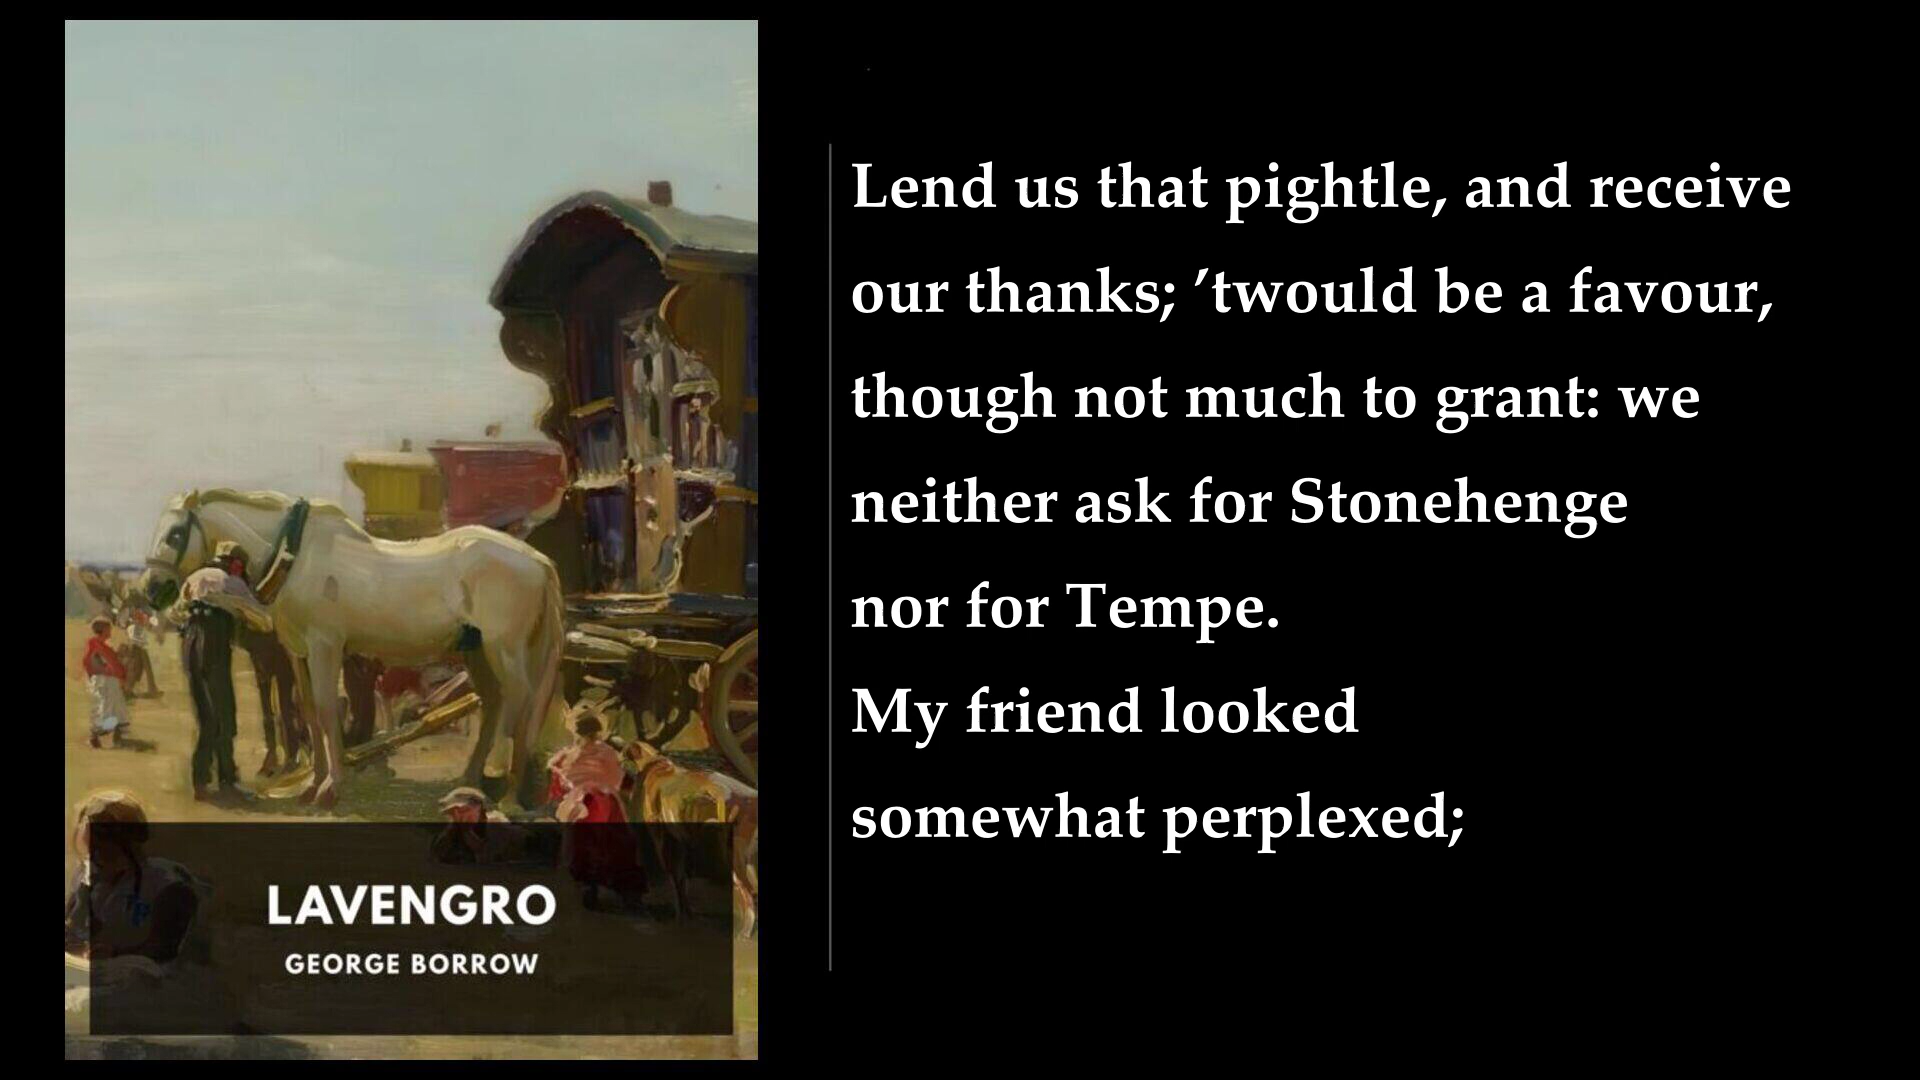 Lend us that pightle, and receive
our thanks; ’twould be a favour,
though not much to grant: we
neither ask for Stonehenge
nor for Tempe.
My friend looked
somewhat perplexed;
LAVENGRO
GEORGE BORROW